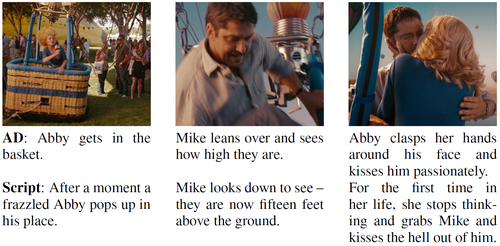 AD: Abby gets in the
basket.
Script: After a moment a
frazzled Abby pops up in
his place.
Mike leans over and sees
how high they are.
Mike looks down to see –
they are now fifteen feet
above the ground.
Abby clasps her hands
around his face and
kisses him passionately.
For the first time in
her life, she stops think-
ing and grabs Mike and
kisses the hell out of him.